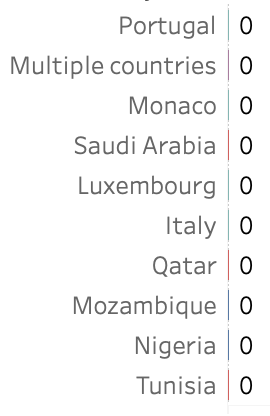 Portugal 0
Multiple countries 0
Monaco 0
Saudi Arabia 0
Luxembourg 0
Italy 0
Qatar 0
Mozambique 0
Nigeria 0
Tunisia 0